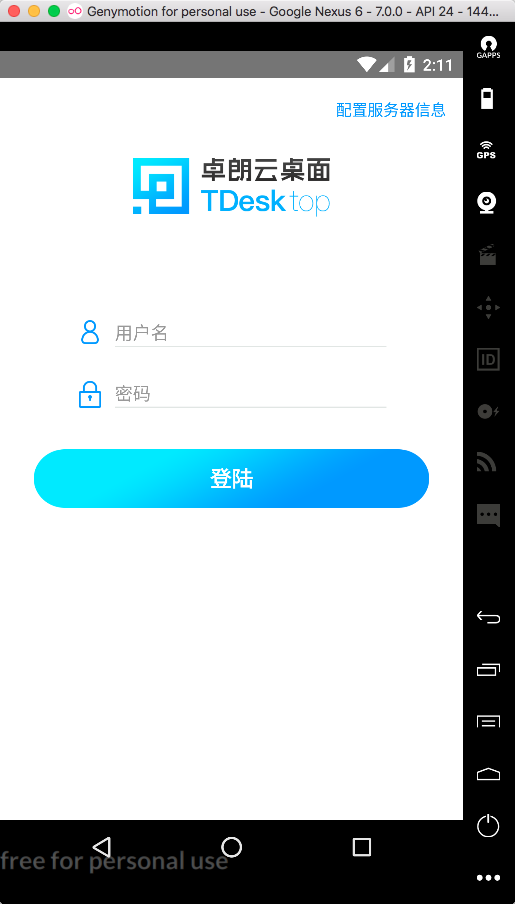 Genymotion for personal use - Google Nexus 6 - 7.0.0 - API 24 - 144...
2:11
GAPPS
配置服务器信息
GPS
卓朗云桌面
TDesktop
用户名
ID
密码
登陆
free for personal use